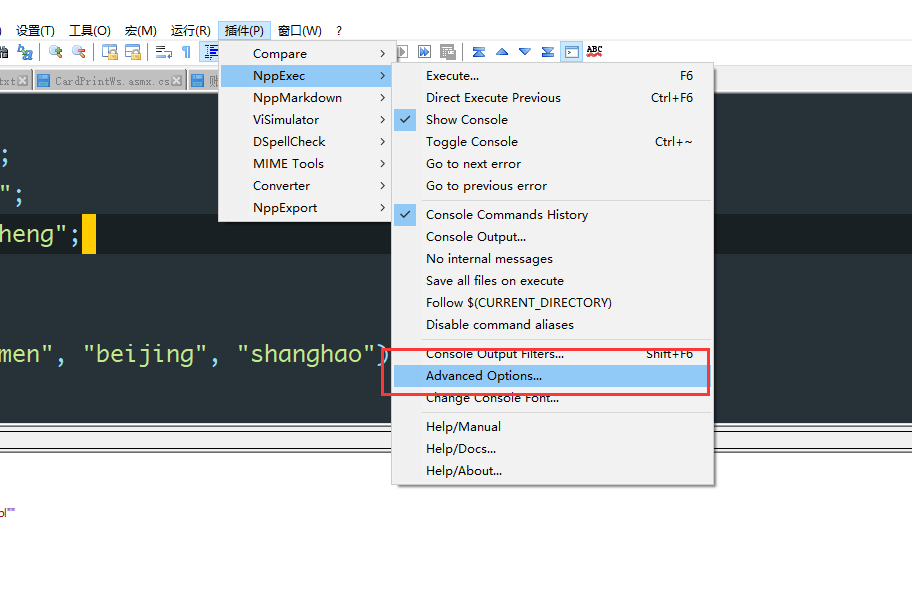 设置(T) 工具(O) 宏(M) 运行(R) 插件(P) 窗口(W) ?
ABC
txt
CardPrintWs.asmx.cs
Compare
NppExec
NppMarkdown
ViSimulator
DSpellCheck
MIME Tools
Converter
NppExport
Execute... F6
Direct Execute Previous Ctrl+F6
Show Console
Toggle Console Ctrl+~
Go to next error
Go to previous error
Console Commands History
Console Output...
No internal messages
Save all files on execute
Follow $(CURRENT_DIRECTORY)
Disable command aliases
Console Output Filters... Shift+F6
Advanced Options...
Change Console Font...
Help/Manual
Help/Docs...
Help/About...
;
";
heng";
men", "beijing", "shanghao")